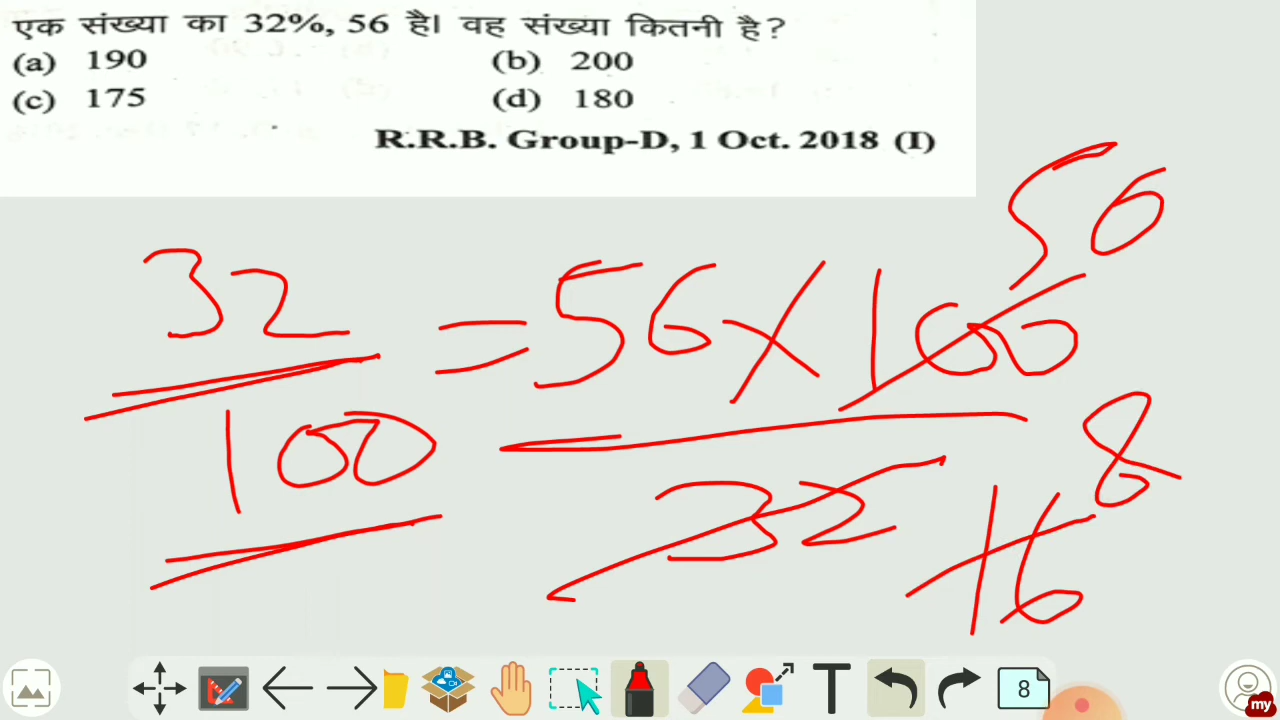 एक संख्या का 32%, 56 है। वह संख्या कितनी है?
(a) 190 (b) 200
(c) 175 (d) 180
R.R.B. Group-D, 1 Oct. 2018 (I)
50
32 = 56 × 100
100 32 16 8
T 8
my